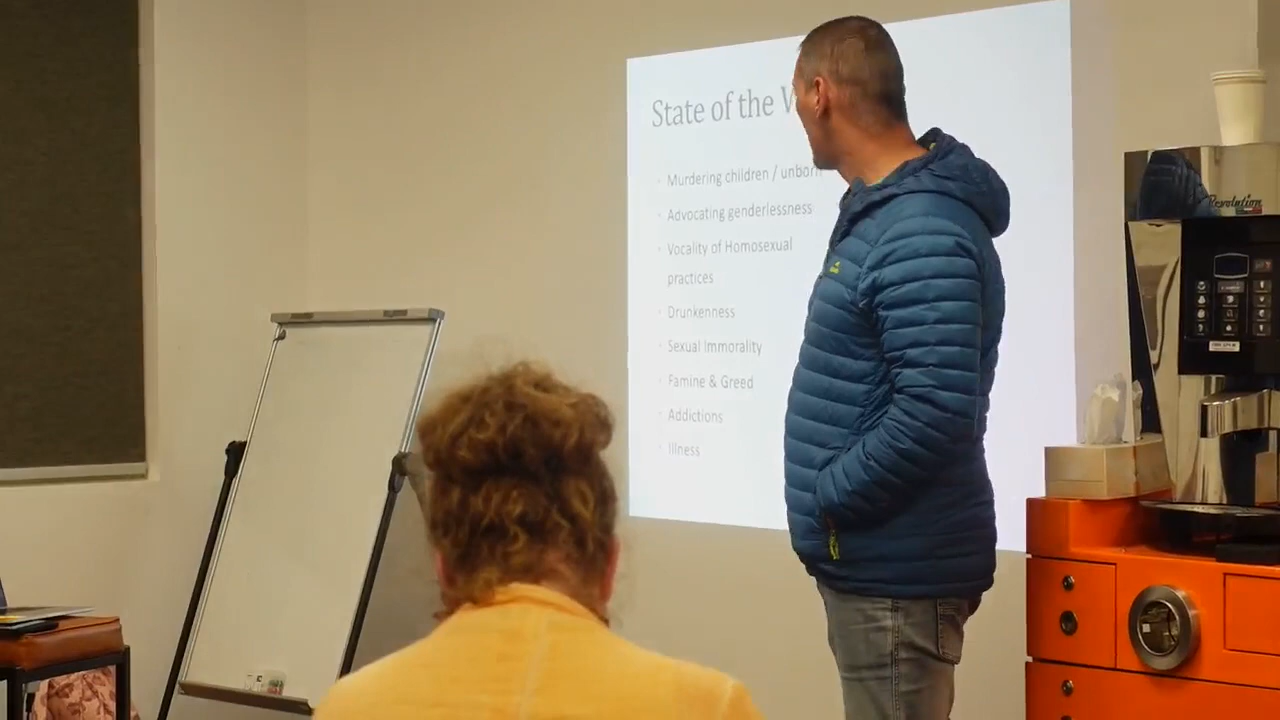 State of the
Murdering children / unborn
Advocating genderlessness
Vocality of Homosexual
practices
Drunkenness
Sexual Immorality
Famine & Greed
Addictions
Illness
Revolution